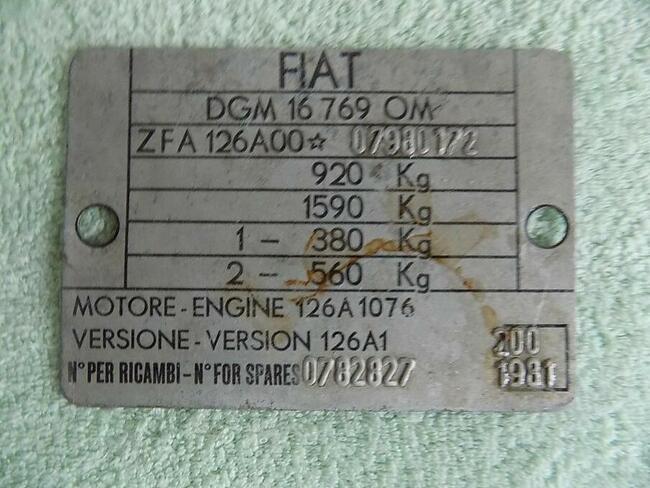 FIAT
DGM 16 769 OM
ZFA 126A00☆ 07980172
920 Kg
1590 Kg
1 - 380 Kg
2 - 560 Kg
MOTORE - ENGINE 126A1076
VERSIONE - VERSION 126A1
200
N° PER RICAMBI - N° FOR SPARES 0782827
1981